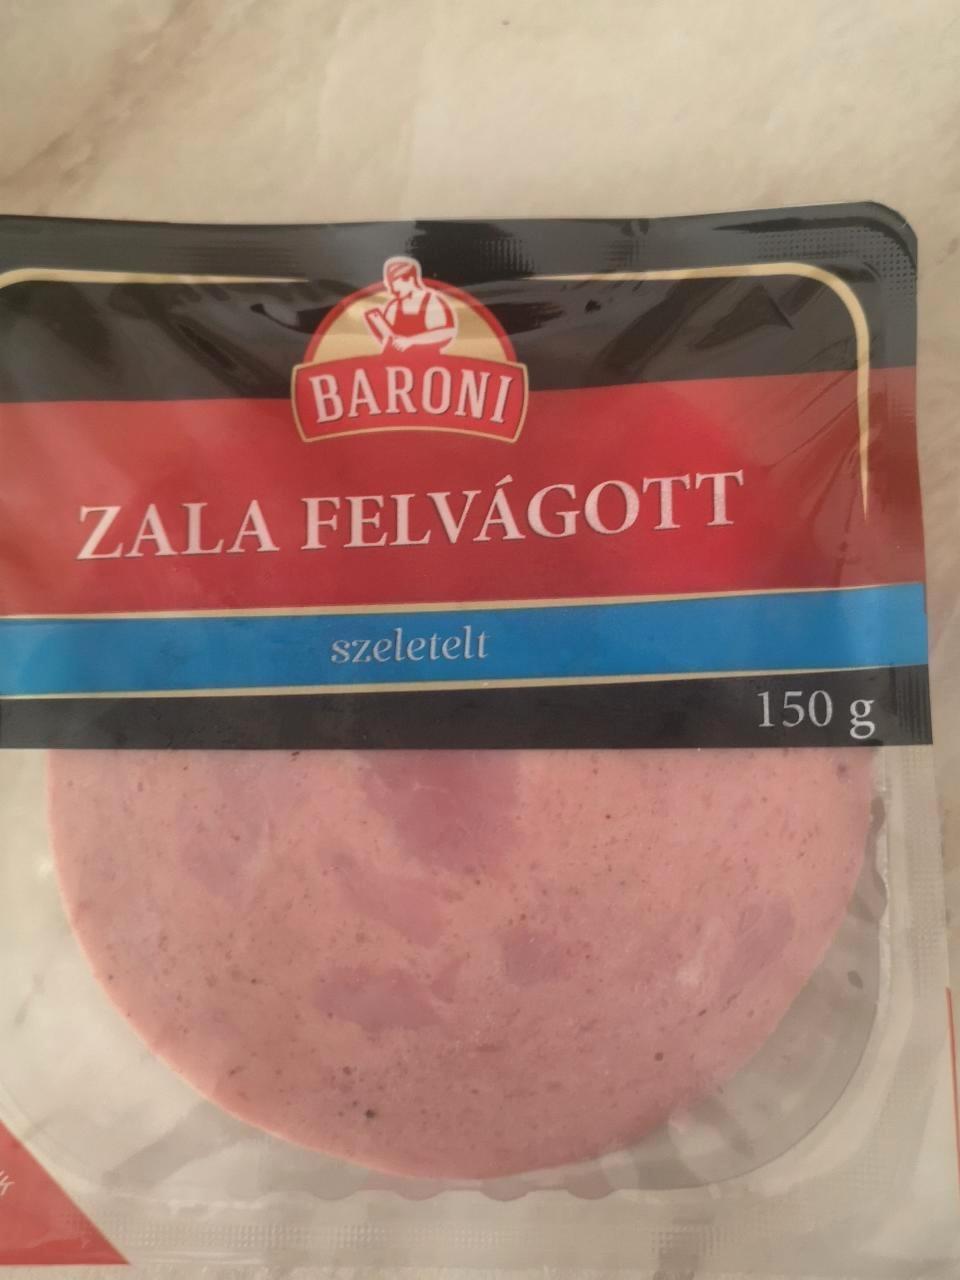 BARONI
ZALA FELVÁGOTT
szeletelt
150 g